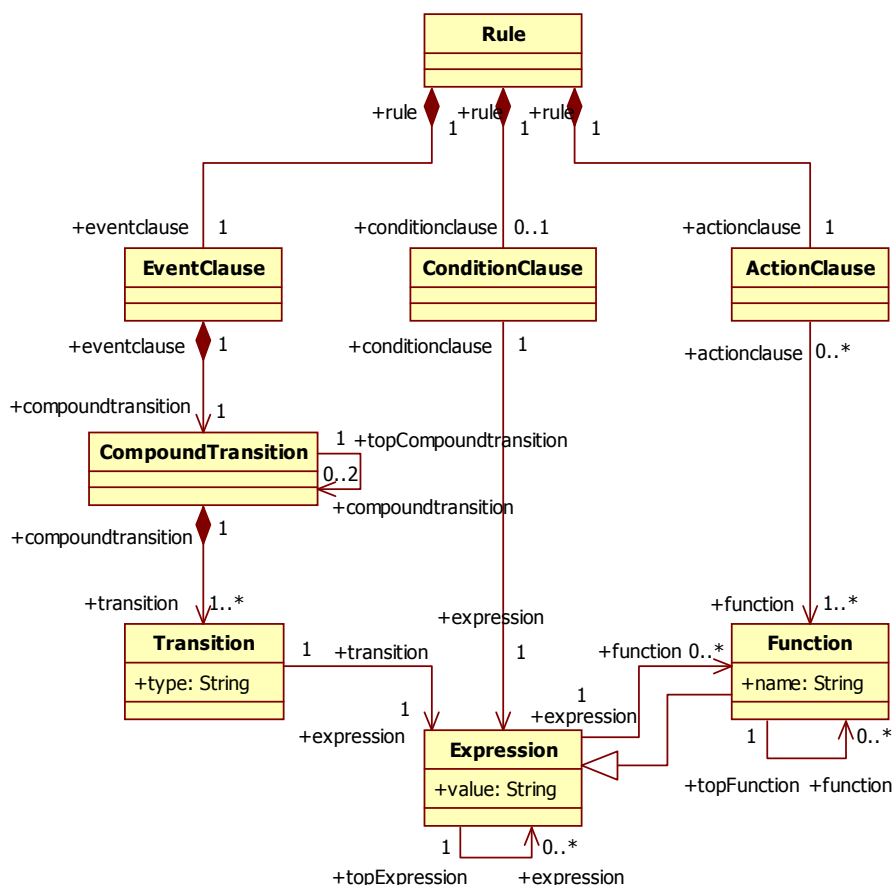 Rule
+rule 1 +rule 1 +rule 1
+eventclause 1 +conditionclause 0..1 +actionclause 1
EventClause ConditionClause ActionClause
+eventclause 1 +conditionclause 1 +actionclause 0..*
+compoundtransition 1
CompoundTransition 1 +topCompoundtransition
0..2
+compoundtransition
+compoundtransition 1
+transition 1..* +expression 1 +function 1..*
Transition
+type: String
1 +transition
1 +expression
+function 0..*
1 +expression
Function
+name: String
1 0..*
+topFunction +function
Expression
+value: String
1 0..*
+topExpression +expression